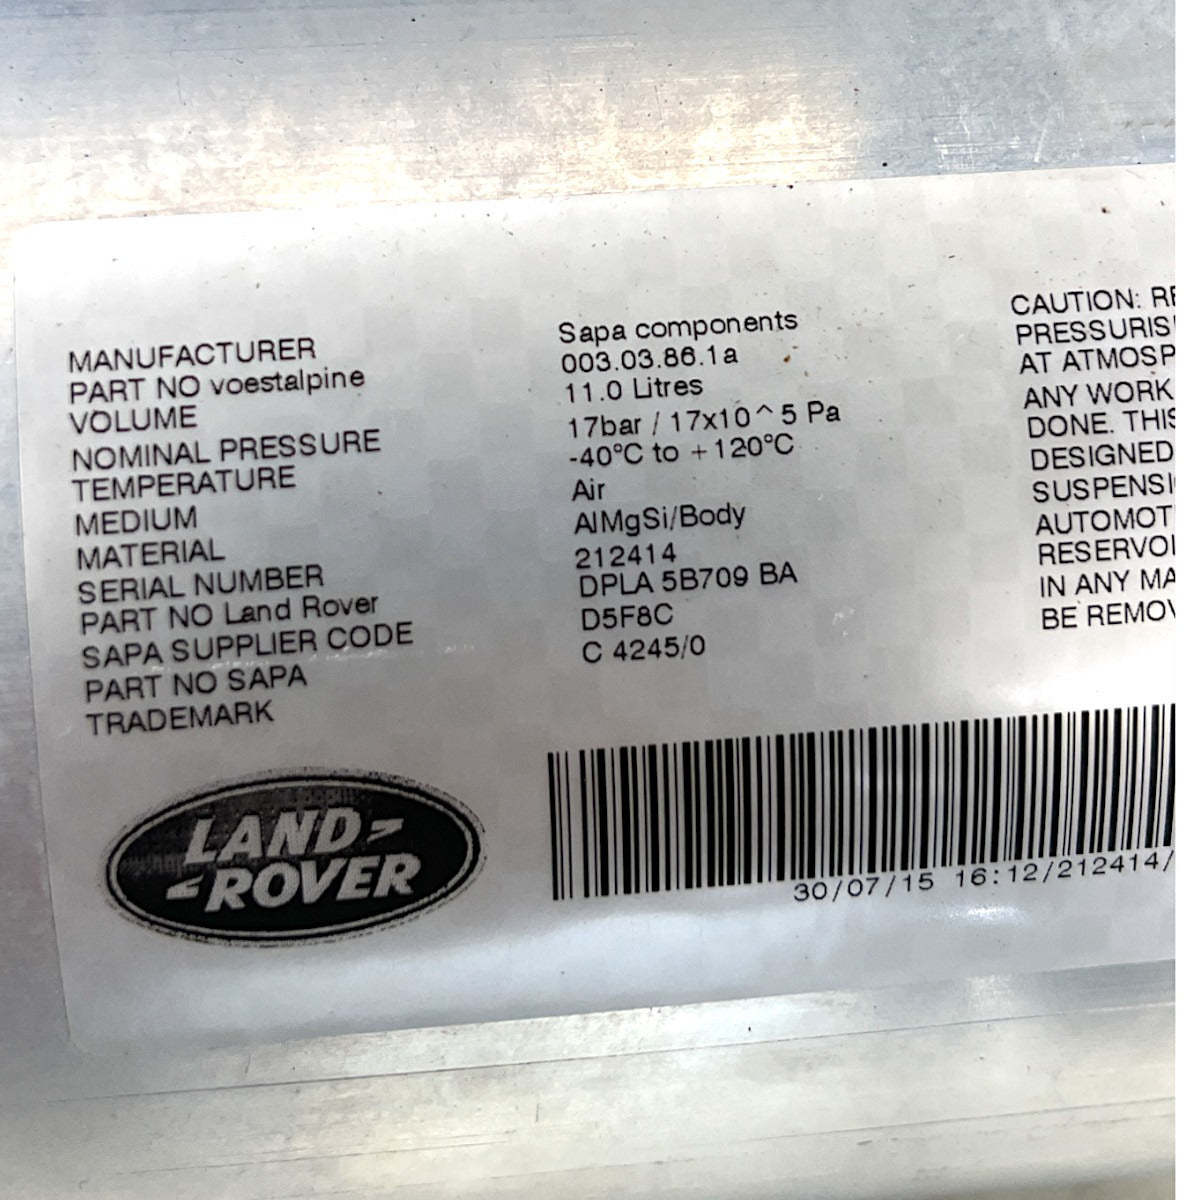 MANUFACTURER
PART NO voestalpine
VOLUME
NOMINAL PRESSURE
TEMPERATURE
MEDIUM
MATERIAL
SERIAL NUMBER
PART NO Land Rover
SAPA SUPPLIER CODE
PART NO SAPA
TRADEMARK
Sapa components
003.03.86.1a
11.0 Litres
17bar / 17x10^5 Pa
-40°C to +120°C
Air
AlMgSi/Body
212414
DPLA 5B709 BA
D5F8C
C 4245/0
CAUTION:
PRESSURIS
AT ATMOSP
ANY WORK
DONE. THIS
DESIGNED
SUSPENSI
AUTOMOT
RESERVOI
IN ANY MA
BE REMOV
LAND
ROVER
30/07/15 16:12/212414/